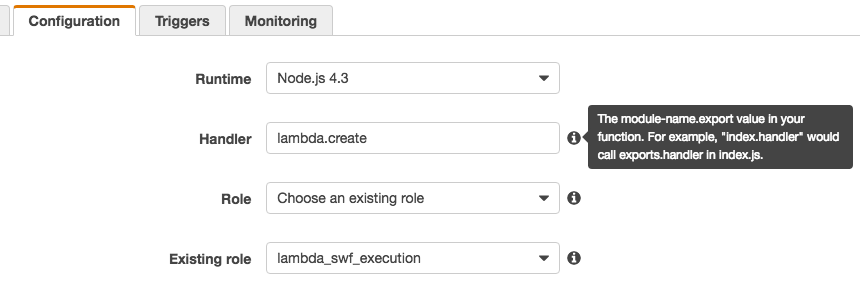 Configuration Triggers Monitoring
Runtime Node.js 4.3
The module-name.export value in your
Handler lambda.create function. For example, "index.handler" would
call exports.handler in index.js.
Role Choose an existing role
Existing role lambda_swf_execution